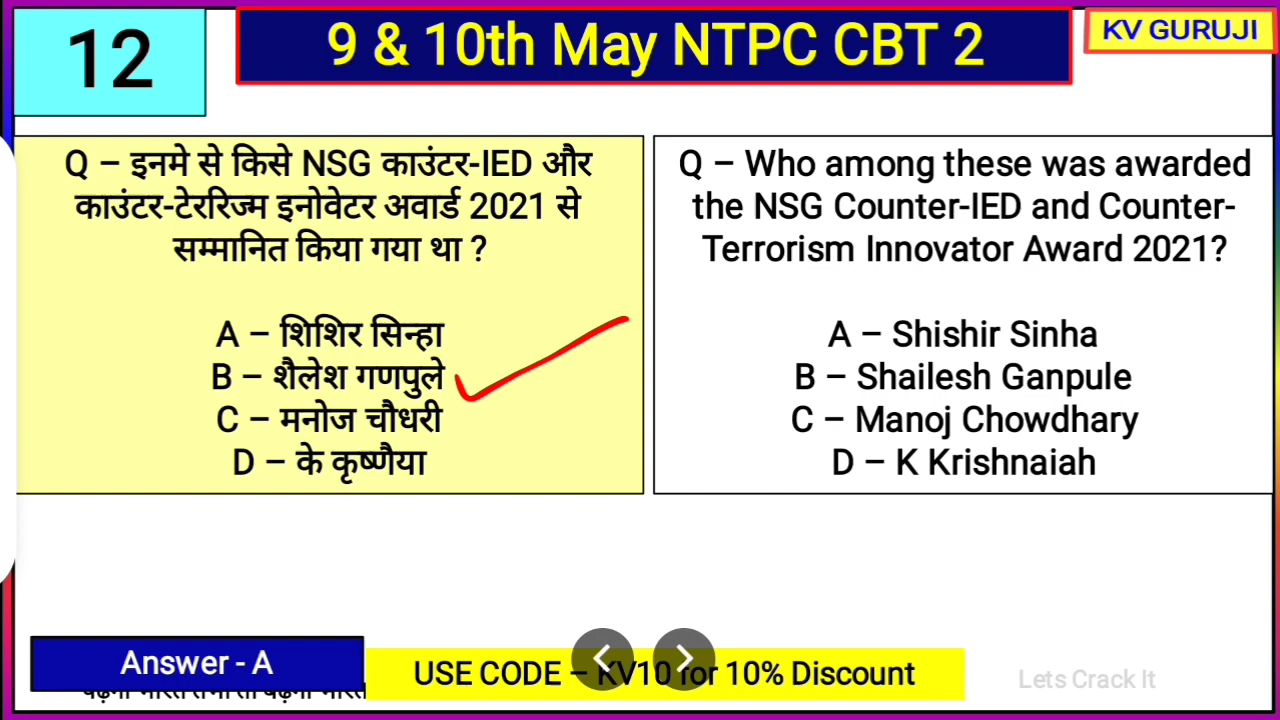 12
9 & 10th May NTPC CBT 2
KV GURUJI
Q – इनमे से किसे NSG काउंटर-IED और
काउंटर-टेररिज्म इनोवेटर अवार्ड 2021 से
सम्मानित किया गया था ?
A – शिशिर सिन्हा
B – शैलेश गणपुले
C – मनोज चौधरी
D – के कृष्णैया
Q – Who among these was awarded
the NSG Counter-IED and Counter-
Terrorism Innovator Award 2021?
A – Shishir Sinha
B – Shailesh Ganpule
C – Manoj Chowdhary
D – K Krishnaiah
Answer - A
USE CODE – KV10 for 10% Discount
Lets Crack It